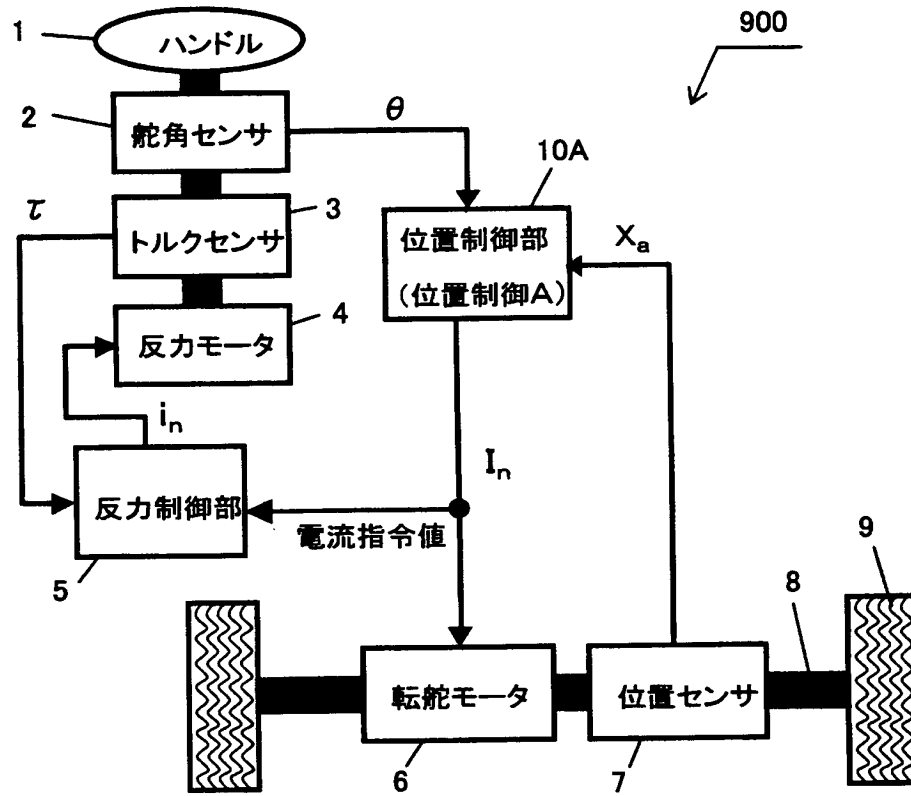 1
ハンドル
900
2
舵角センサ
θ
10A
τ
3
トルクセンサ
位置制御部
(位置制御A)
Xa
4
反力モータ
in
In
反力制御部
電流指令値
5
9
8
転舵モータ
位置センサ
6
7